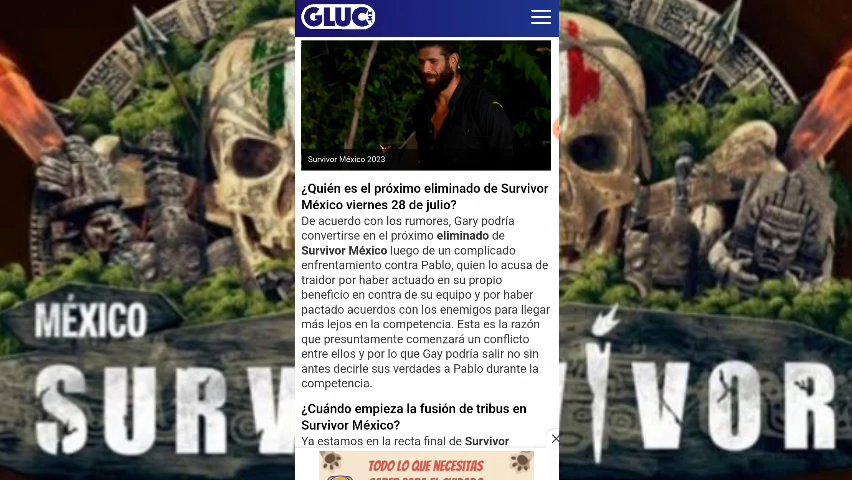 GLUC
Survivor México 2023
¿Quién es el próximo eliminado de Survivor
México viernes 28 de julio?
De acuerdo con los rumores, Gary podría
convertirse en el próximo eliminado de
Survivor México luego de un complicado
enfrentamiento contra Pablo, quien lo acusa de
traidor por haber actuado en su propio
beneficio en contra de su equipo y por haber
pactado acuerdos con los enemigos para llegar
más lejos en la competencia. Esta es la razón
que presuntamente comenzará un conflicto
entre ellos y por lo que Gay podría salir no sin
antes decirle sus verdades a Pablo durante la
competencia.
¿Cuándo empieza la fusión de tribus en
Survivor México?
Ya estamos en la recta final de Survivor
TODO LO QUE NECESITAS
MÉXICO
SURV
VOR